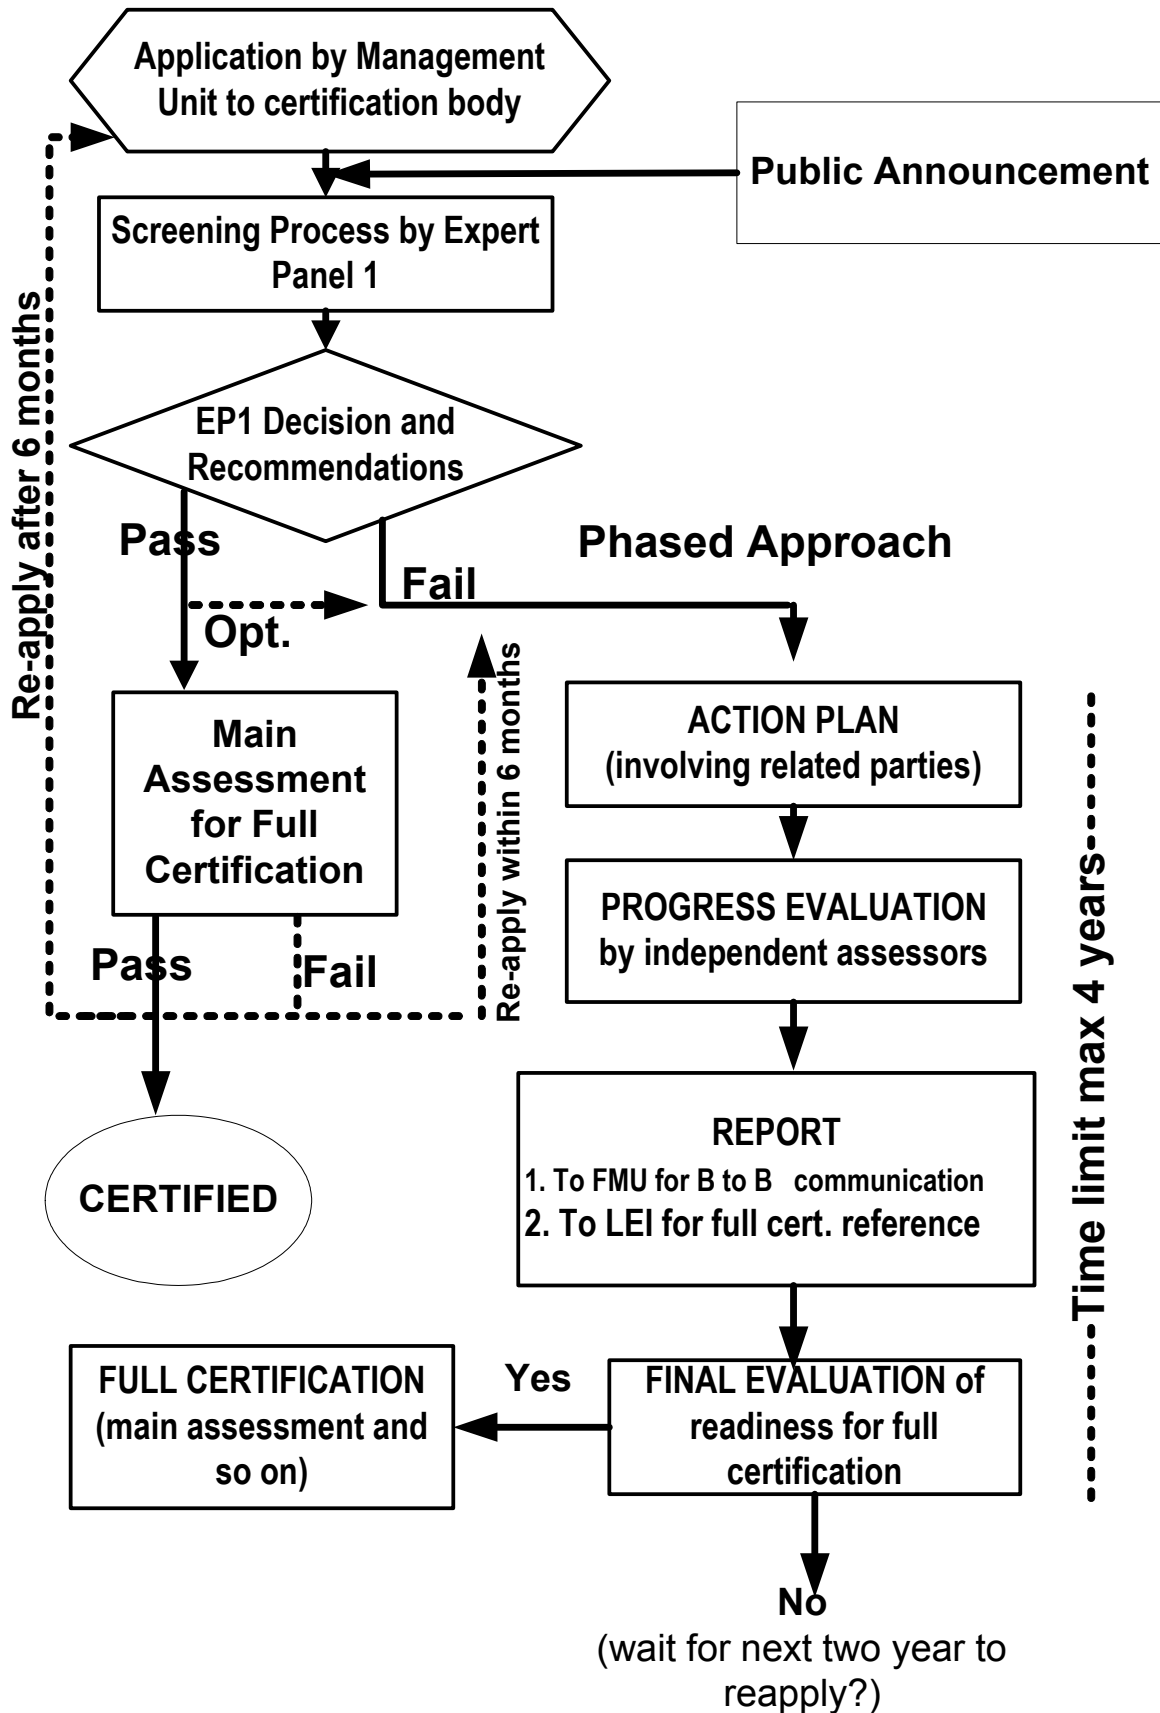 Application by Management
Unit to certification body
Public Announcement
Screening Process by Expert
Panel 1
Re-apply after 6 months
EP1 Decision and
Recommendations
Pass
Fail
Phased Approach
Opt.
Re-apply within 6 months
Main
Assessment
for Full
Certification
ACTION PLAN
(involving related parties)
PROGRESS EVALUATION
by independent assessors
Time limit max 4 years
Pass
Fail
REPORT
1. To FMU for B to B communication
2. To LEI for full cert. reference
CERTIFIED
FULL CERTIFICATION
(main assessment and
so on)
Yes
FINAL EVALUATION of
readiness for full
certification
No
(wait for next two year to
reapply?)